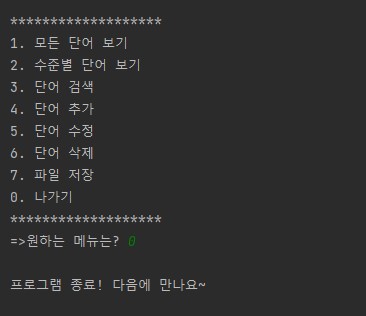 *******************
1. 모든 단어 보기
2. 수준별 단어 보기
3. 단어 검색
4. 단어 추가
5. 단어 수정
6. 단어 삭제
7. 파일 저장
0. 나가기
*******************
=>원하는 메뉴는? 0
프로그램 종료! 다음에 만나요~